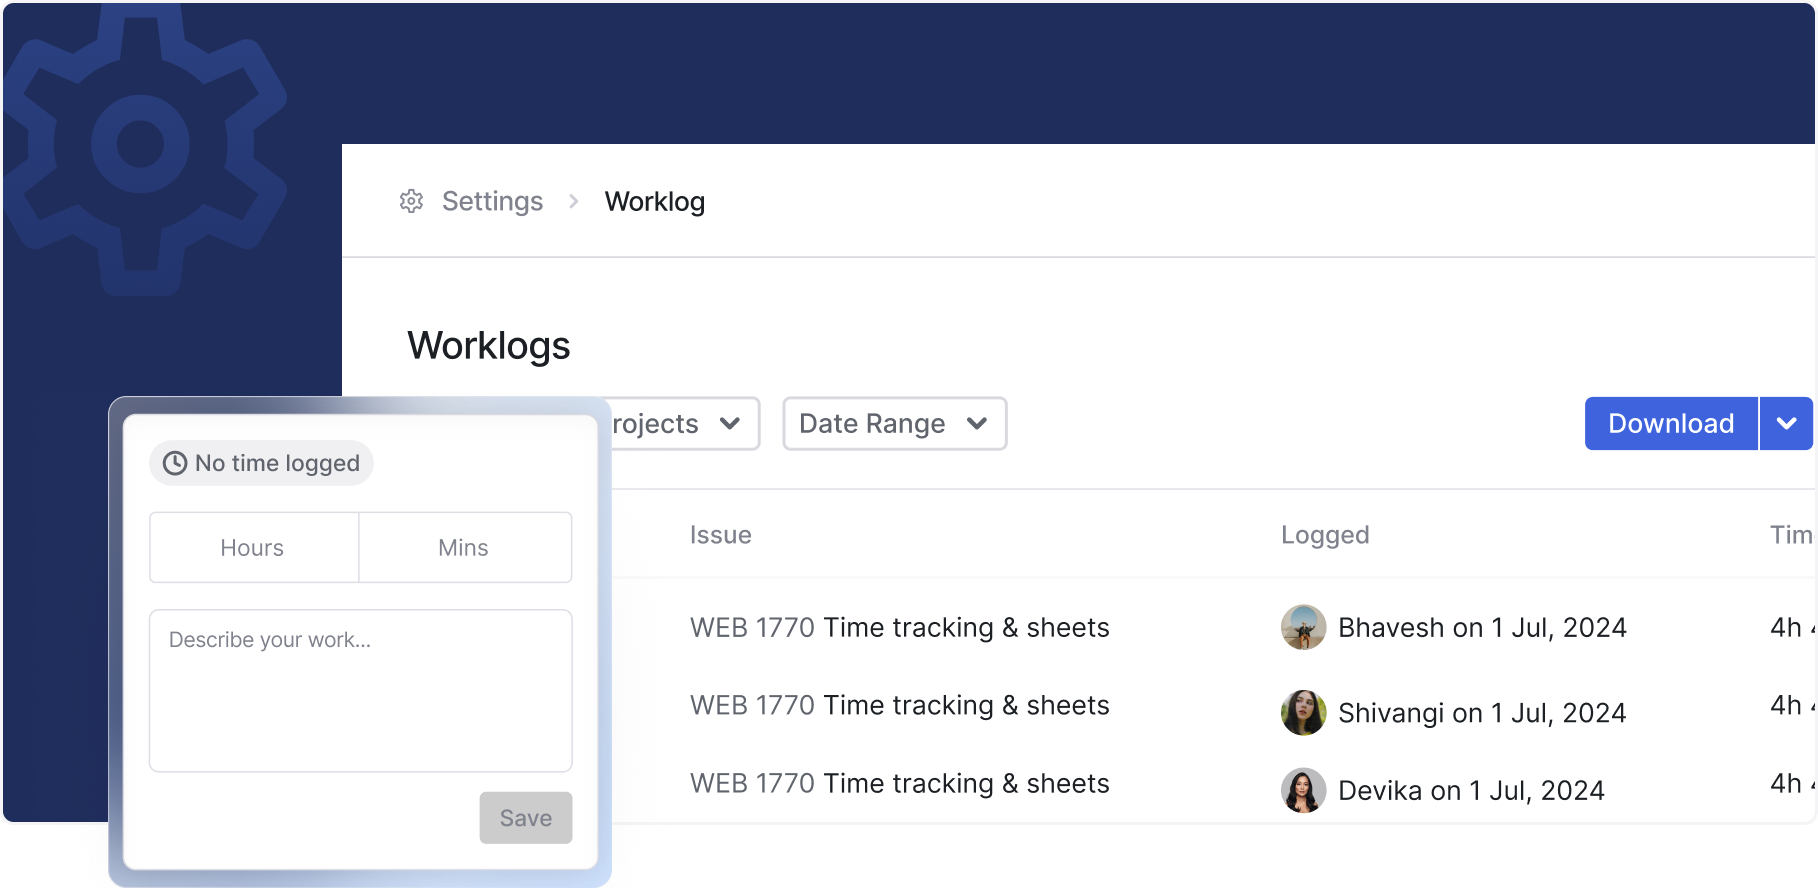 Settings > Worklog
Worklogs
rojects
Date Range
Download
No time logged
Hours
Mins
Describe your work...
Save
Issue
Logged
Tim
WEB 1770 Time tracking & sheets
Bhavesh on 1 Jul, 2024
4h
WEB 1770 Time tracking & sheets
Shivangi on 1 Jul, 2024
4h
WEB 1770 Time tracking & sheets
Devika on 1 Jul, 2024
4h